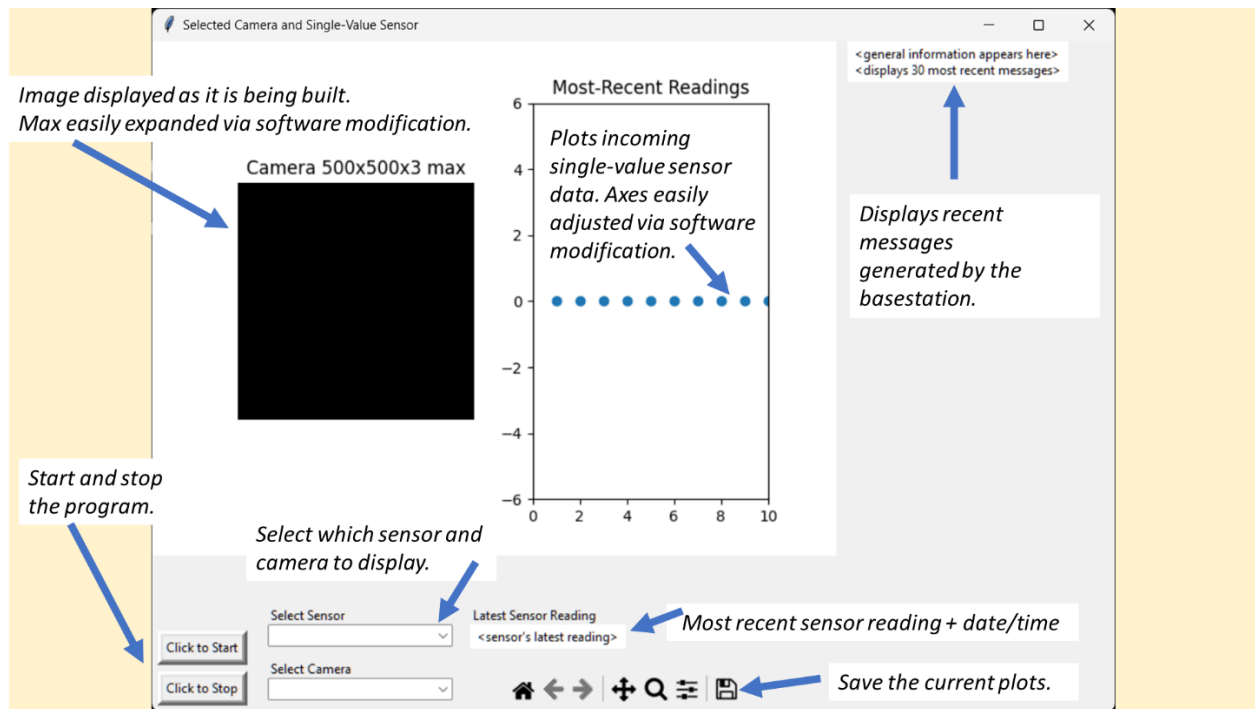 Selected Camera and Single-Value Sensor
<general information appears here>
<displays 30 most recent messages>
Image displayed as it is being built.
Max easily expanded via software modification.
Most-Recent Readings
Camera 500x500x3 max
6
4
2
0
−2
−4
−6
0 2 4 6 8 10
Plots incoming
single-value sensor
data. Axes easily
adjusted via software
modification.
Displays recent
messages
generated by the
basestation.
Start and stop
the program.
Select which sensor and
camera to display.
Select Sensor
Latest Sensor Reading
<sensor's latest reading>
Most recent sensor reading + date/time
Click to Start
Select Camera
Click to Stop
Save the current plots.